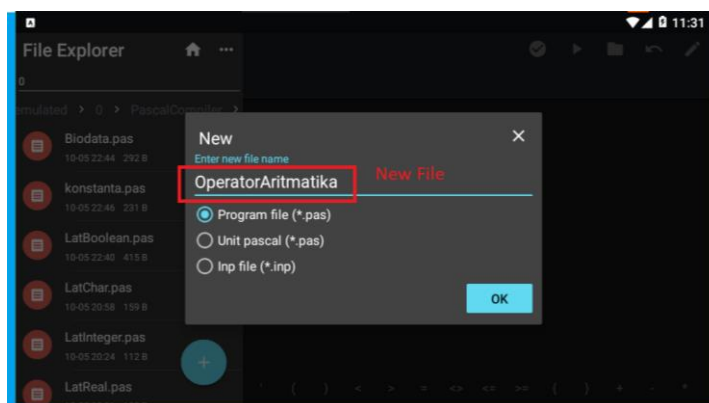 11:31
File Explorer
0
emulated > 0 > PascalCompiler >
Biodata.pas
10-05 22:44 292 B
konstanta.pas
10-05 22:46 231 B
LatBoolean.pas
10-05 22:40 415 B
LatChar.pas
10-05 20:58 159 B
LatInteger.pas
10-05 20:24 112 B
LatReal.pas
New
Enter new file name
OperatorAritmatika
New File
Program file (*.pas)
Unit pascal (*.pas)
Inp file (*.inp)
OK
' { } < > = <> <= >= ( ) + - *